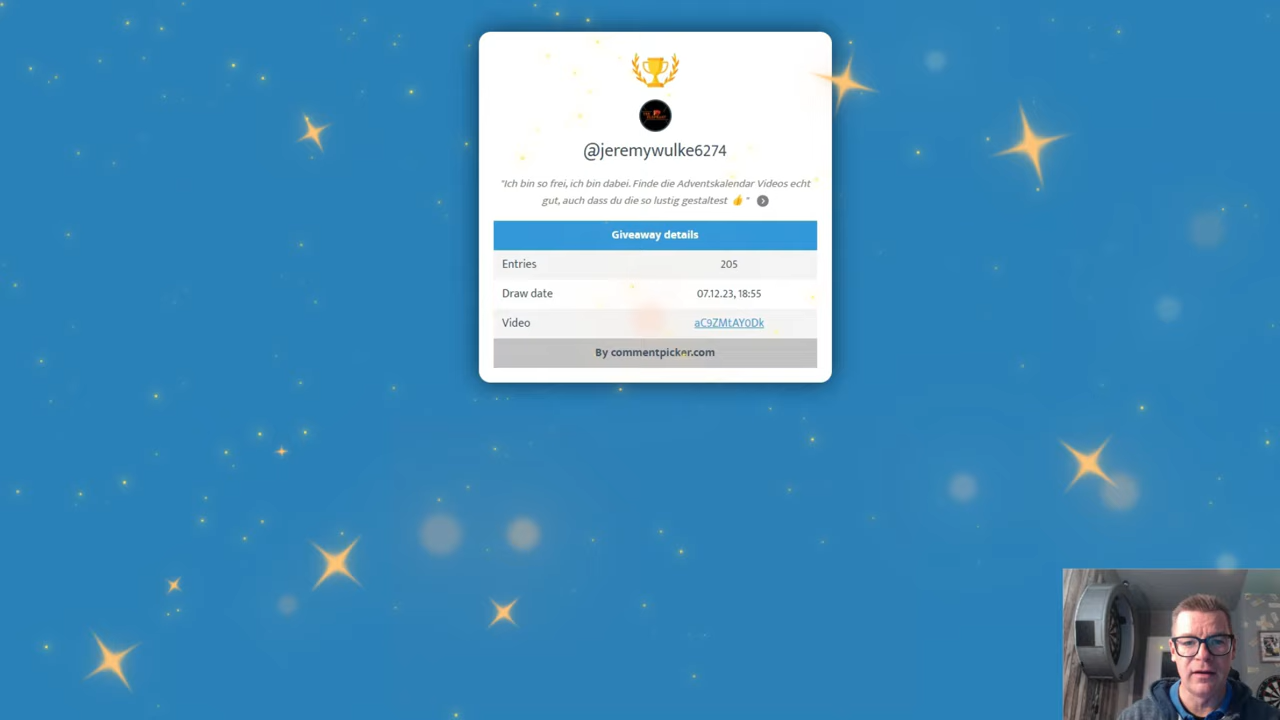 @jeremywulke6274
"Ich bin so frei, ich bin dabei. Finde die Adventskalendar Videos echt
gut, auch dass du die so lustig gestaltest 👍 "
Giveaway details
Entries 205
Draw date 07.12.23, 18:55
Video aC9ZMtAY0Dk
By commentpicker.com